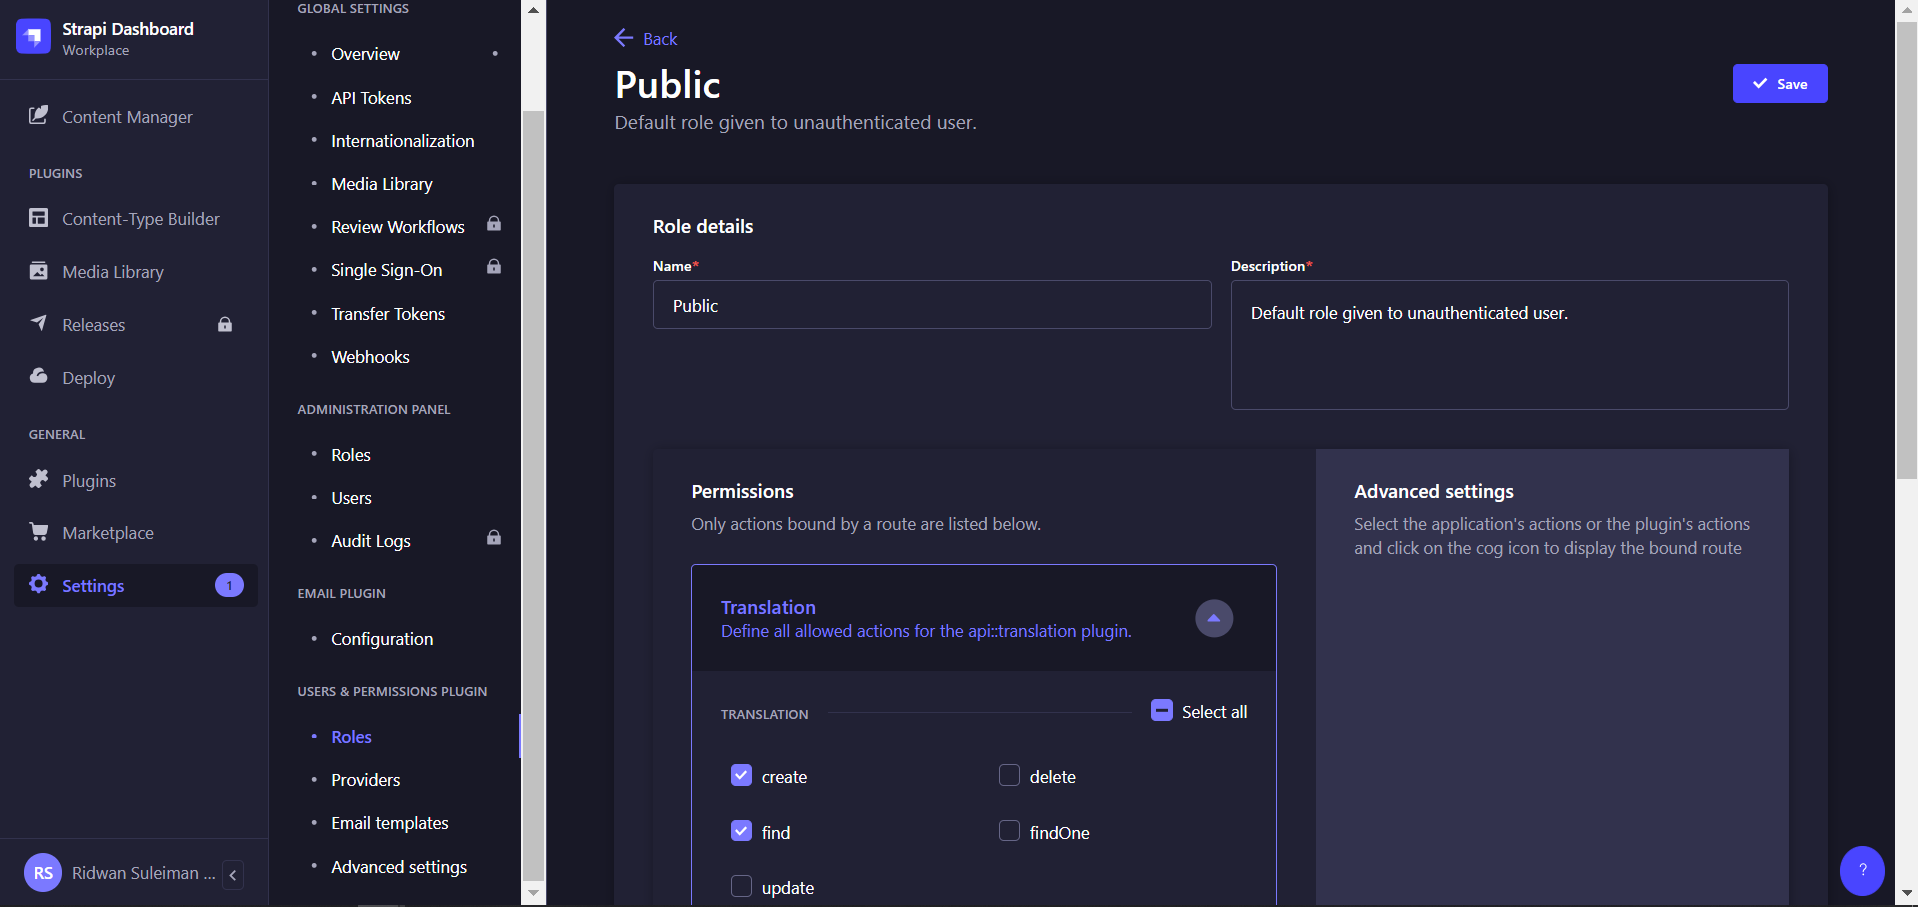 Strapi Dashboard
Workplace
Content Manager
PLUGINS
Content-Type Builder
Media Library
Releases
Deploy
GENERAL
Plugins
Marketplace
Settings
1
RS
Ridwan Suleiman ...
GLOBAL SETTINGS
Overview
API Tokens
Internationalization
Media Library
Review Workflows
Single Sign-On
Transfer Tokens
Webhooks
ADMINISTRATION PANEL
Roles
Users
Audit Logs
EMAIL PLUGIN
Configuration
USERS & PERMISSIONS PLUGIN
Roles
Providers
Email templates
Advanced settings
Back
Public
Default role given to unauthenticated user.
Save
Role details
Name*
Public
Description*
Default role given to unauthenticated user.
Permissions
Only actions bound by a route are listed below.
Translation
Define all allowed actions for the api::translation plugin.
TRANSLATION
Select all
create
delete
find
findOne
update
Advanced settings
Select the application's actions or the plugin's actions
and click on the cog icon to display the bound route
?